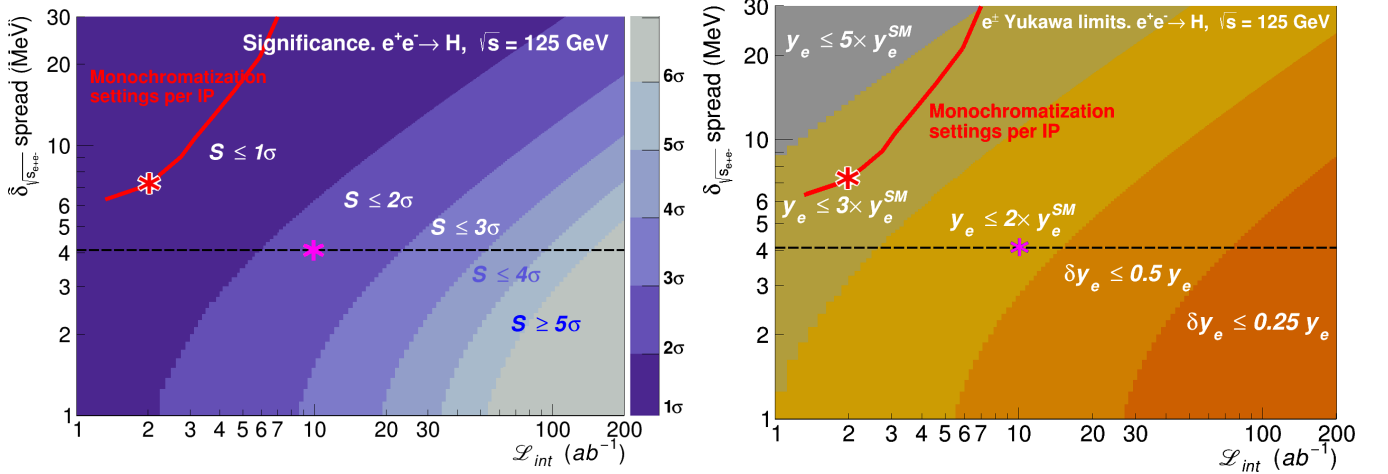 Significance. e⁺e⁻→ H, √s = 125 GeV
Monochromatization
settings per IP
S ≤ 1σ
S ≤ 2σ
S ≤ 3σ
S ≤ 4σ
S ≥ 5σ
δ√s_e+e- spread (MeV)
30
20
10
6
5
4
3
2
1
1 2 3 4 5 6 7 10 20 30 100 200
ℒ_int (ab⁻¹)
6σ
5σ
4σ
3σ
2σ
1σ
e± Yukawa limits. e⁺e⁻→ H, √s = 125 GeV
y_e ≤ 5× y_e^SM
Monochromatization
settings per IP
y_e ≤ 3× y_e^SM
y_e ≤ 2× y_e^SM
δy_e ≤ 0.5 y_e
δy_e ≤ 0.25 y_e
δ√s_e+e- spread (MeV)
30
20
10
6
5
4
3
2
1
1 2 3 4 5 6 7 10 20 30 100 200
ℒ_int (ab⁻¹)